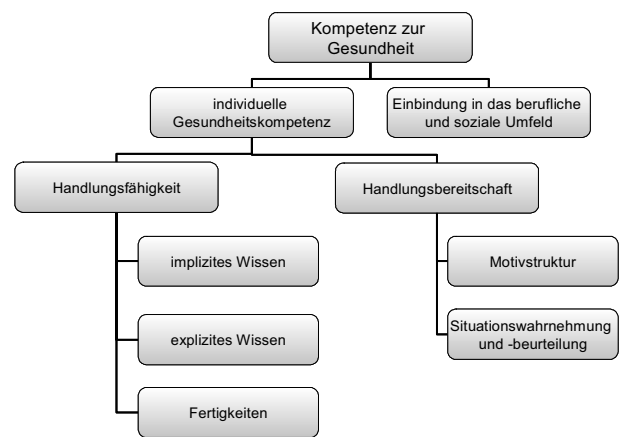 Kompetenz zur
Gesundheit
individuelle
Gesundheitskompetenz
Einbindung in das berufliche
und soziale Umfeld
Handlungsfähigkeit
Handlungsbereitschaft
implizites Wissen
explizites Wissen
Fertigkeiten
Motivstruktur
Situationswahrnehmung
und -beurteilung